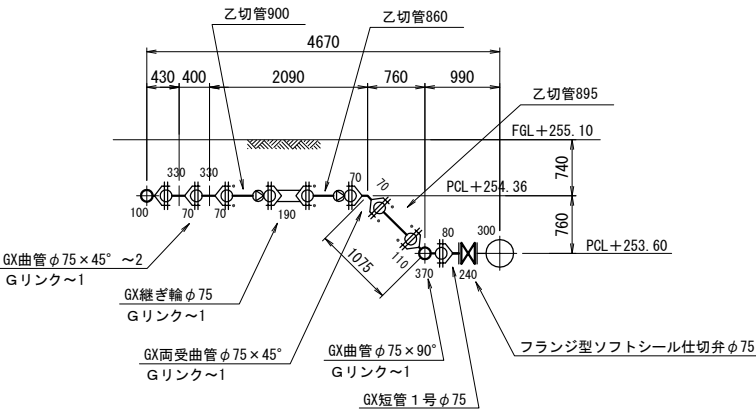 乙切管900
乙切管860
4670
430
400
2090
760
990
乙切管895
FGL＋255.10
740
330
330
70
70
PCL＋254.36
100
70
70
190
760
80
300
110
PCL＋253.60
1075
370
240
GX曲管φ75×45° ～2
Ｇリンク～1
GX継ぎ輪φ75
Ｇリンク～1
GX両受曲管φ75×45°
Ｇリンク～1
GX曲管φ75×90°
Ｇリンク～1
フランジ型ソフトシール仕切弁φ75
GX短管１号φ75